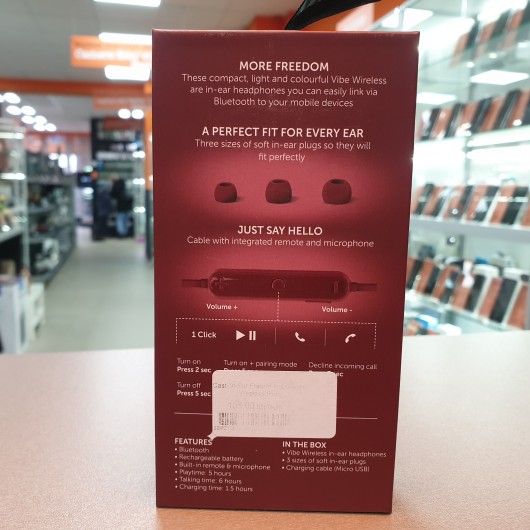 MORE FREEDOM
These compact, light and colourful Vibe Wireless
are in-ear headphones you can easily link via
Bluetooth to your mobile devices
A PERFECT FIT FOR EVERY EAR
Three sizes of soft in-ear plugs so they will
fit perfectly
JUST SAY HELLO
Cable with integrated remote and microphone
Volume + Volume -
1 Click
Turn on Turn on + pairing mode Decline incoming call
Press 2 sec
Turn off
Press 5 sec
FEATURES
• Bluetooth
• Rechargeable battery
• Built-in remote & microphone
• Playtime: 5 hours
• Talking time: 6 hours
• Charging time: 1.5 hours
IN THE BOX
• Vibe Wireless in-ear headphones
• 3 sizes of soft in-ear plugs
• Charging cable (Micro USB)